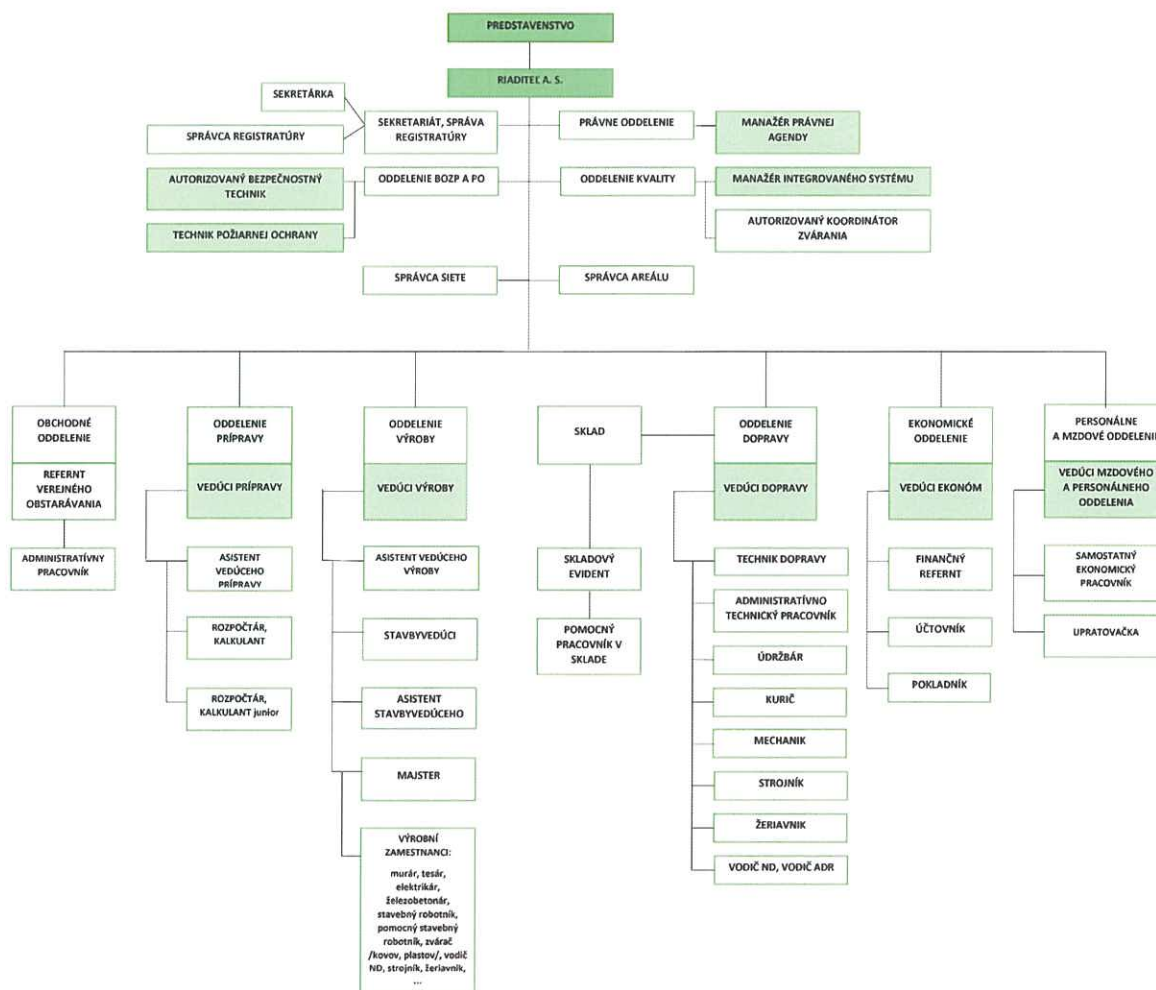 PREDSTAVENSTVO
RIADITEĽ A. S.
SEKRETÁRKA
SPRÁVCA REGISTRATÚRY
SEKRETARIÁT, SPRÁVA
REGISTRATÚRY
PRÁVNE ODDELENIE
MANAŽÉR PRÁVNEJ
AGENDY
AUTORIZOVANÝ BEZPEČNOSTNÝ
TECHNIK
ODDELENIE BOZP A PO
ODDELENIE KVALITY
MANAŽÉR INTEGROVANÉHO SYSTÉMU
TECHNIK POŽIARNEJ OCHRANY
AUTORIZOVANÝ KOORDINÁTOR
ZVÁRANIA
SPRÁVCA SIETE
SPRÁVCA AREÁLU
OBCHODNÉ
ODDELENIE
REFERNT
VEREJNÉHO
OBSTARÁVANIA
ADMINISTRATÍVNY
PRACOVNÍK
ODDELENIE
PRÍPRAVY
VEDÚCI PRÍPRAVY
ASISTENT
VEDÚCEHO
PRÍPRAVY
ROZPOČTÁR,
KALKULANT
ROZPOČTÁR,
KALKULANT junior
ODDELENIE
VÝROBY
VEDÚCI VÝROBY
ASISTENT VEDÚCEHO
VÝROBY
STAVBYVEDÚCI
ASISTENT
STAVBYVEDÚCEHO
MAJSTER
VÝROBNÍ
ZAMESTNANCI:
murár, tesár,
elektrikár,
železobetonár,
stavebný robotník,
pomocný stavebný
robotník, zvárač
/kovov, plastov/, vodič
ND, strojník, žeriavnik,
...
SKLAD
SKLADOVÝ
EVIDENT
POMOCNÝ
PRACOVNÍK V
SKLADE
ODDELENIE
DOPRAVY
VEDÚCI DOPRAVY
TECHNIK DOPRAVY
ADMINISTRATÍVNO
TECHNICKÝ PRACOVNÍK
ÚDRŽBÁR
KURIČ
MECHANIK
STROJNÍK
ŽERIAVNIK
VODIČ ND, VODIČ ADR
EKONOMICKÉ
ODDELENIE
VEDÚCI EKONÓM
FINANČNÝ
REFERNT
ÚČTOVNÍK
POKLADNÍK
PERSONÁLNE
A MZDOVÉ ODDELENIE
VEDÚCI MZDOVÉHO
A PERSONÁLNEHO
ODDELENIA
SAMOSTATNÝ
EKONOMICKÝ
PRACOVNÍK
UPRATOVAČKA